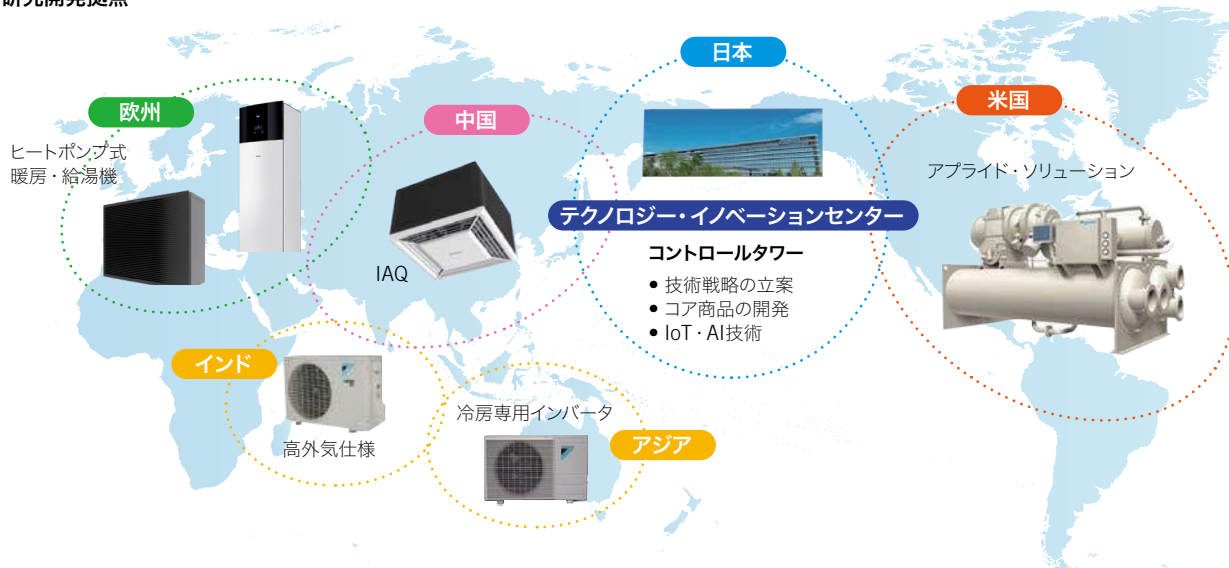 研究開発拠点
日本
欧州
米国
中国
ヒートポンプ式
暖房・給湯機
アプライド・ソリューション
テクノロジー・イノベーションセンター
コントロールタワー
IAQ
• 技術戦略の立案
• コア商品の開発
• IoT・AI技術
インド
冷房専用インバータ
高外気仕様
アジア